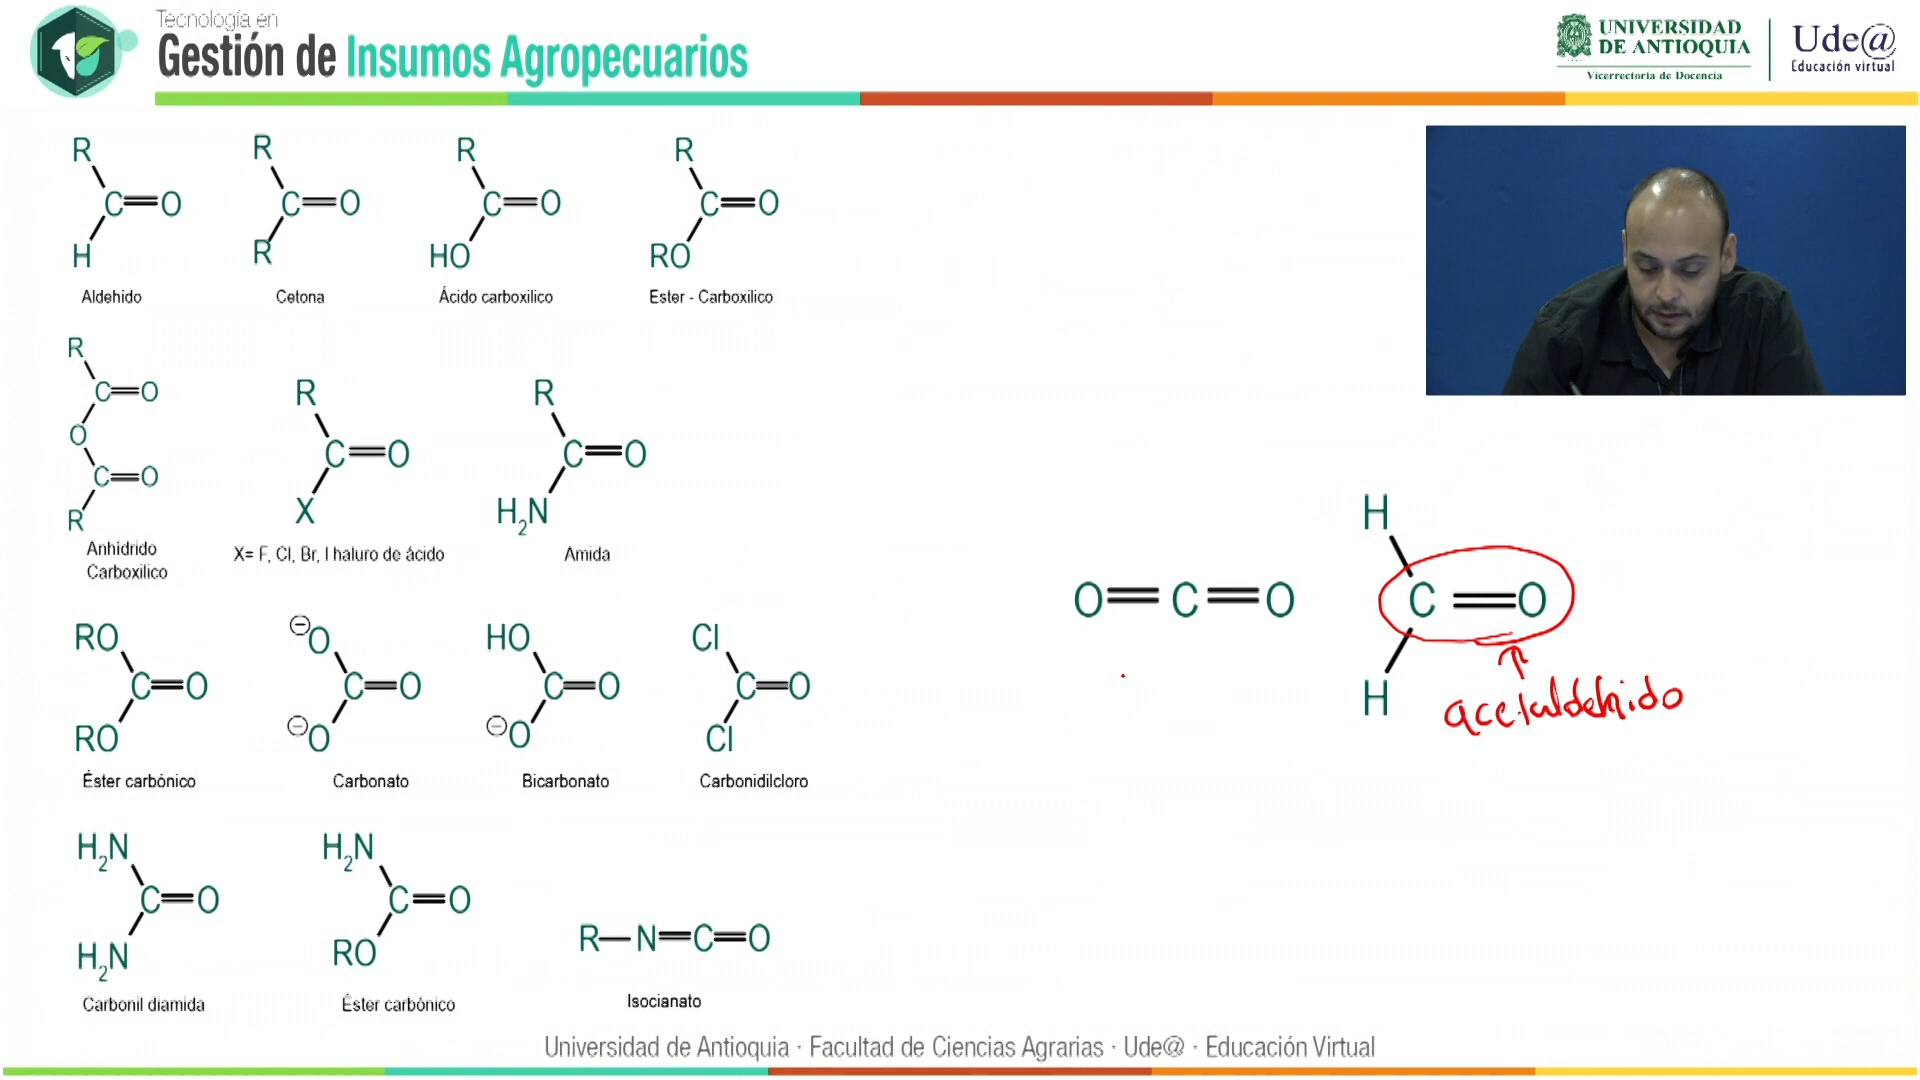 Tecnología en
Gestión de Insumos Agropecuarios
UNIVERSIDAD
DE ANTIOQUIA
Vicerrectoría de Docencia
Ude@
Educación virtual
R
C=O
H
Aldehido
R
C=O
R
Cetona
R
C=O
HO
Ácido carboxilico
R
C=O
RO
Ester - Carboxilico
R
C=O
O
C=O
R
Anhídrido
Carboxilico
R
C=O
X
X= F, Cl, Br, I haluro de ácido
R
C=O
H₂N
Amida
H
O=C=O
C=O
H
acetaldehido
RO
C=O
RO
Éster carbónico
⊖O
C=O
⊖O
Carbonato
HO
C=O
⊖O
Bicarbonato
Cl
C=O
Cl
Carbonidilcloro
H₂N
C=O
H₂N
Carbonil diamida
H₂N
C=O
RO
Éster carbónico
R—N=C=O
Isocianato
Universidad de Antioquia · Facultad de Ciencias Agrarias · Ude@ · Educación Virtual